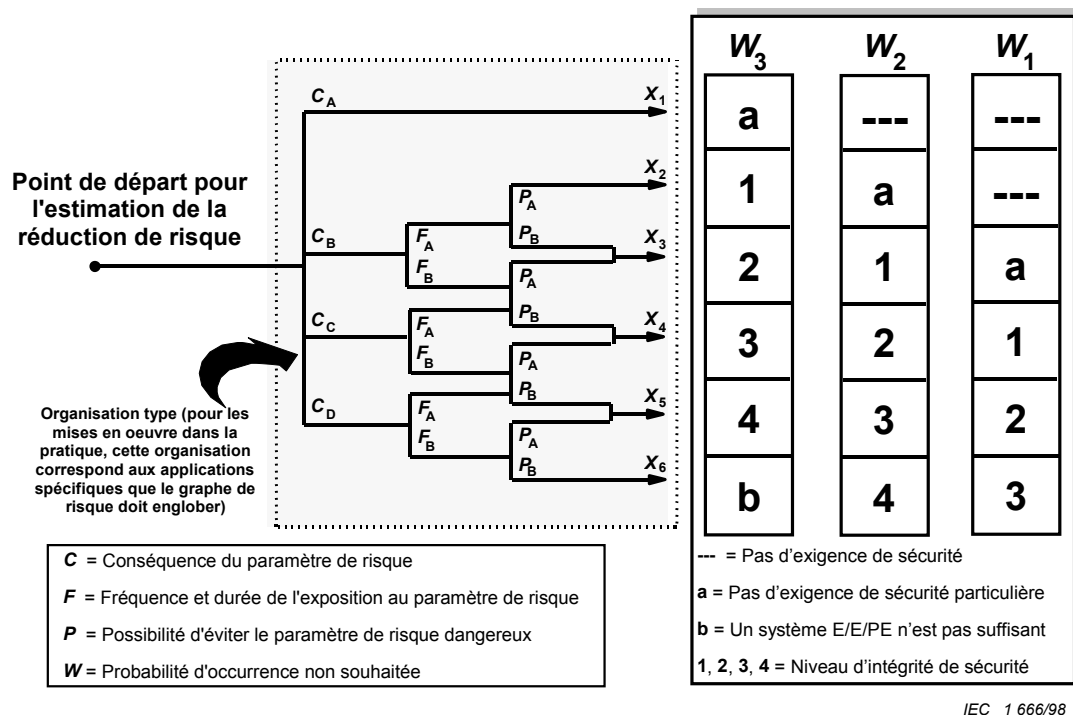 W3 W2 W1
CA X1
a --- ---
Point de départ pour
l'estimation de la
réduction de risque
X2
PA
1 a ---
CB FA PB X3
FB PA
2 1 a
CC FA PB X4
FB PA
3 2 1
CD FA PB X5
FB PA
4 3 2
PB X6
b 4 3
Organisation type (pour les
mises en oeuvre dans la
pratique, cette organisation
correspond aux applications
spécifiques que le graphe de
risque doit englober)
C = Conséquence du paramètre de risque
F = Fréquence et durée de l'exposition au paramètre de risque
P = Possibilité d'éviter le paramètre de risque dangereux
W = Probabilité d'occurrence non souhaitée
--- = Pas d'exigence de sécurité
a = Pas d'exigence de sécurité particulière
b = Un système E/E/PE n'est pas suffisant
1, 2, 3, 4 = Niveau d'intégrité de sécurité
IEC 1 666/98